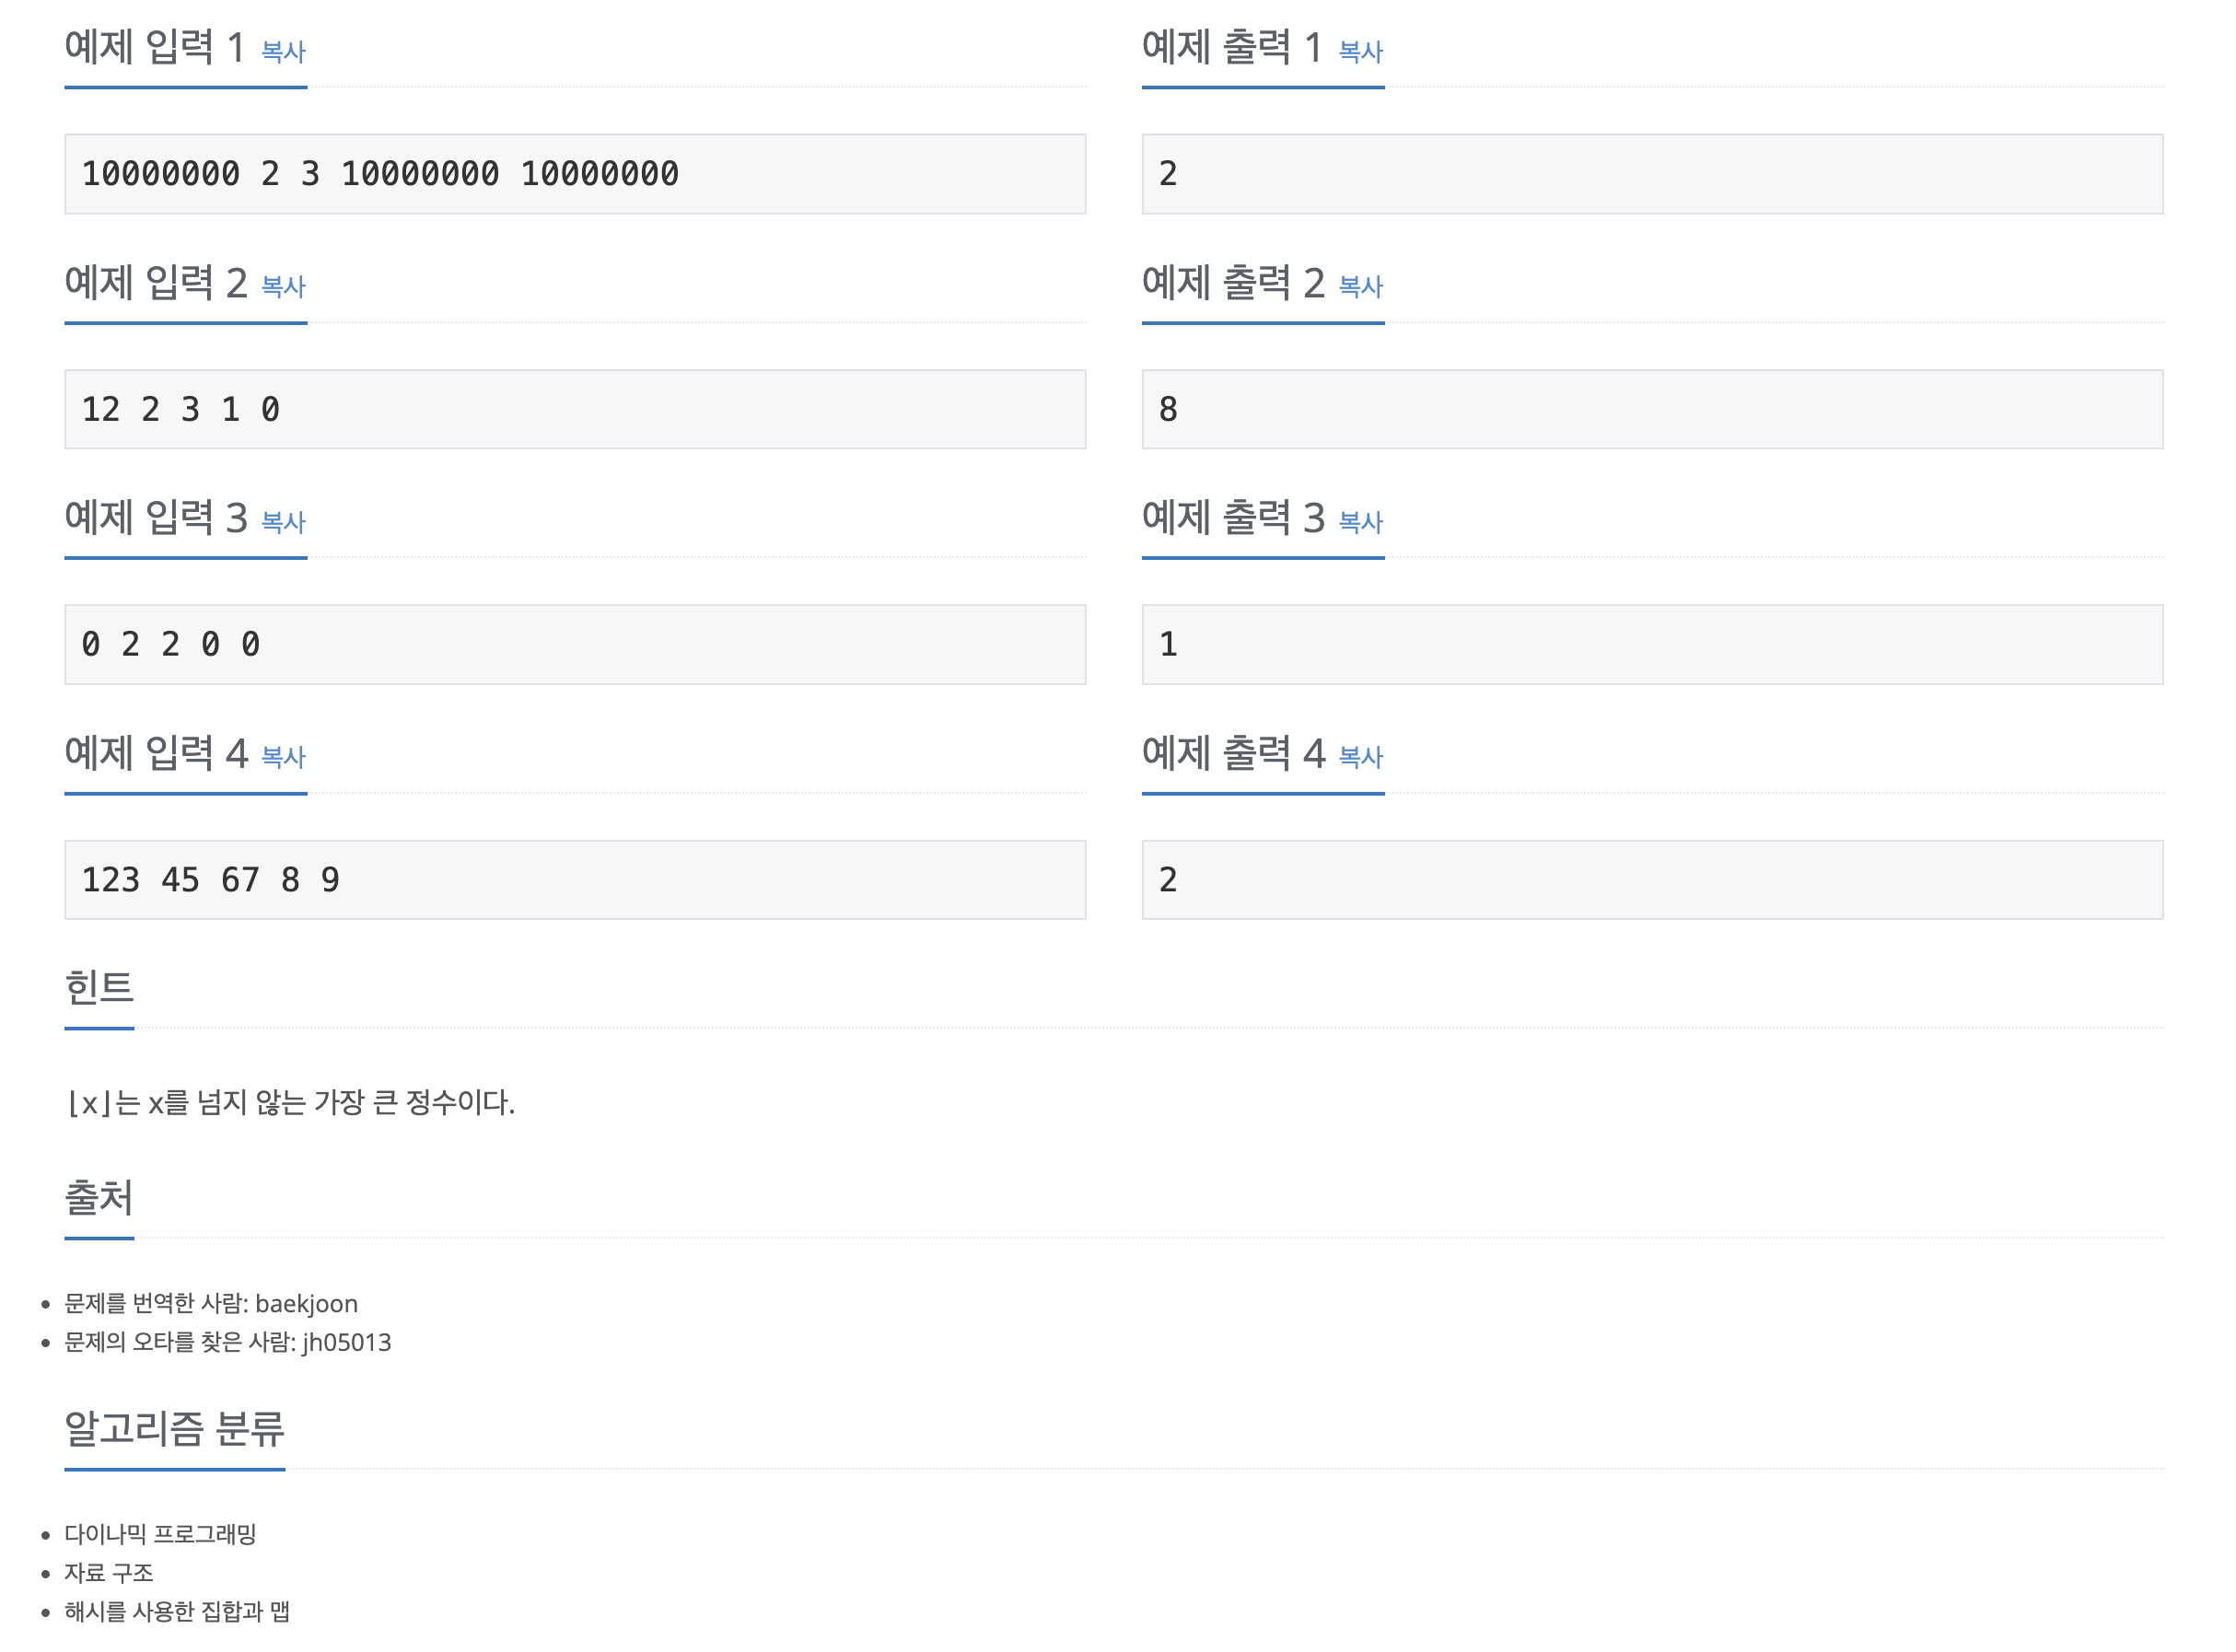 예제 입력 1 복사
예제 출력 1 복사
10000000 2 3 10000000 10000000
2
예제 입력 2 복사
예제 출력 2 복사
12 2 3 1 0
8
예제 입력 3 복사
예제 출력 3 복사
0 2 2 0 0
1
예제 입력 4 복사
예제 출력 4 복사
123 45 67 8 9
2
힌트
⌊x⌋는 x를 넘지 않는 가장 큰 정수이다.
출처
문제를 번역한 사람: baekjoon
문제의 오타를 찾은 사람: jh05013
알고리즘 분류
다이나믹 프로그래밍
자료 구조
해시를 사용한 집합과 맵